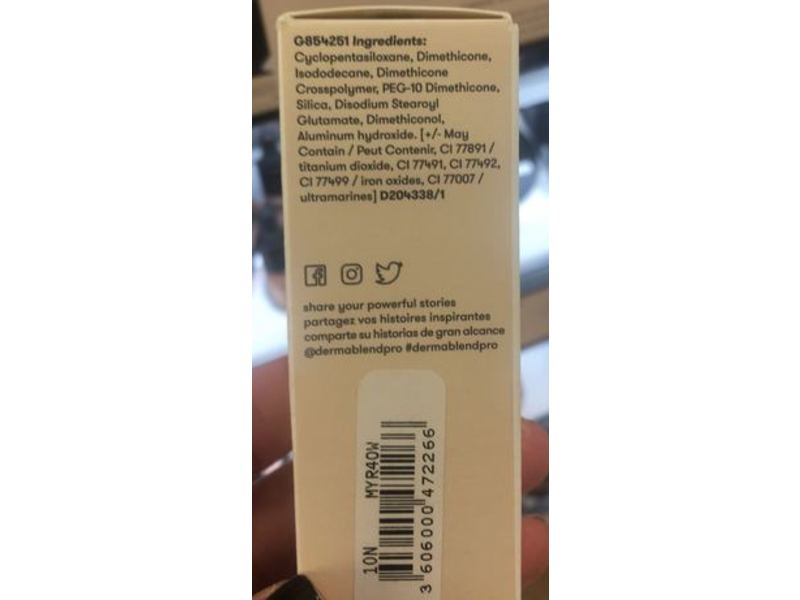 G854251 Ingredients:
Cyclopentasiloxane, Dimethicone,
Isododecane, Dimethicone
Crosspolymer, PEG-10 Dimethicone,
Silica, Disodium Stearoyl
Glutamate, Dimethiconol,
Aluminum hydroxide. [+/- May
Contain / Peut Contenir, CI 77891 /
titanium dioxide, CI 77491, CI 77492,
CI 77499 / iron oxides, CI 77007 /
ultramarines] D204338/1
share your powerful stories
partagez vos histoires inspirantes
comparte su historias de gran alcance
@dermablendpro #dermablendpro
10N MYR40W
3 606000 472266